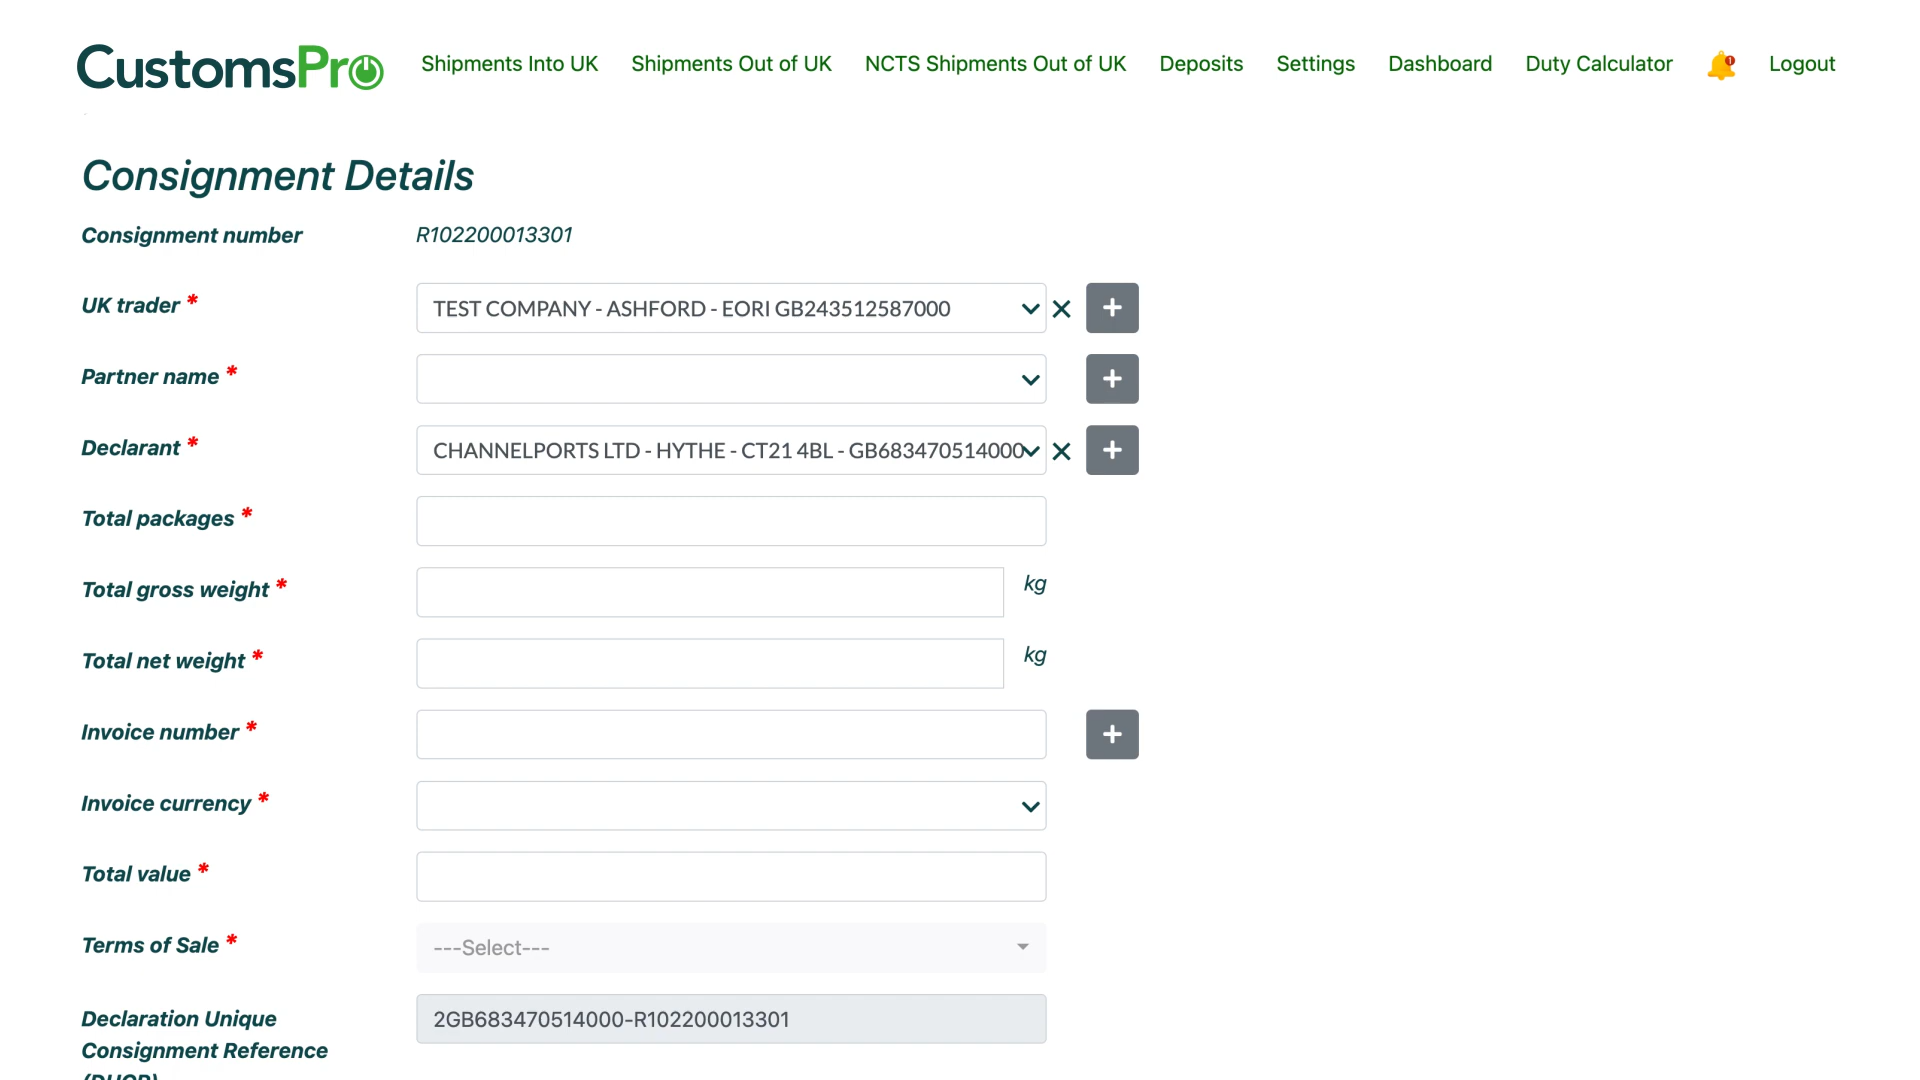 CustomsPro
Shipments Into UK
Shipments Out of UK
NCTS Shipments Out of UK
Deposits
Settings
Dashboard
Duty Calculator
1
Logout
Consignment Details
Consignment number
R102200013301
UK trader *
TEST COMPANY - ASHFORD - EORI GB243512587000
Partner name *
Declarant *
CHANNELPORTS LTD - HYTHE - CT21 4BL - GB683470514000
Total packages *
Total gross weight *
kg
Total net weight *
kg
Invoice number *
Invoice currency *
Total value *
Terms of Sale *
---Select---
Declaration Unique
Consignment Reference
(DUCR)
2GB683470514000-R102200013301